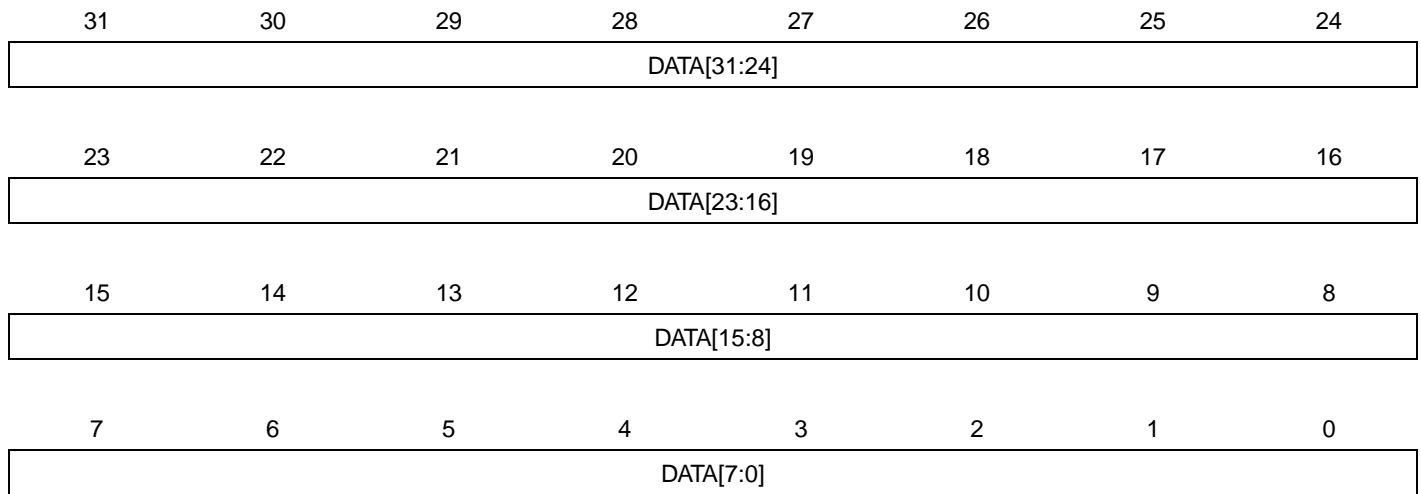 31 30 29 28 27 26 25 24
DATA[31:24]
23 22 21 20 19 18 17 16
DATA[23:16]
15 14 13 12 11 10 9 8
DATA[15:8]
7 6 5 4 3 2 1 0
DATA[7:0]